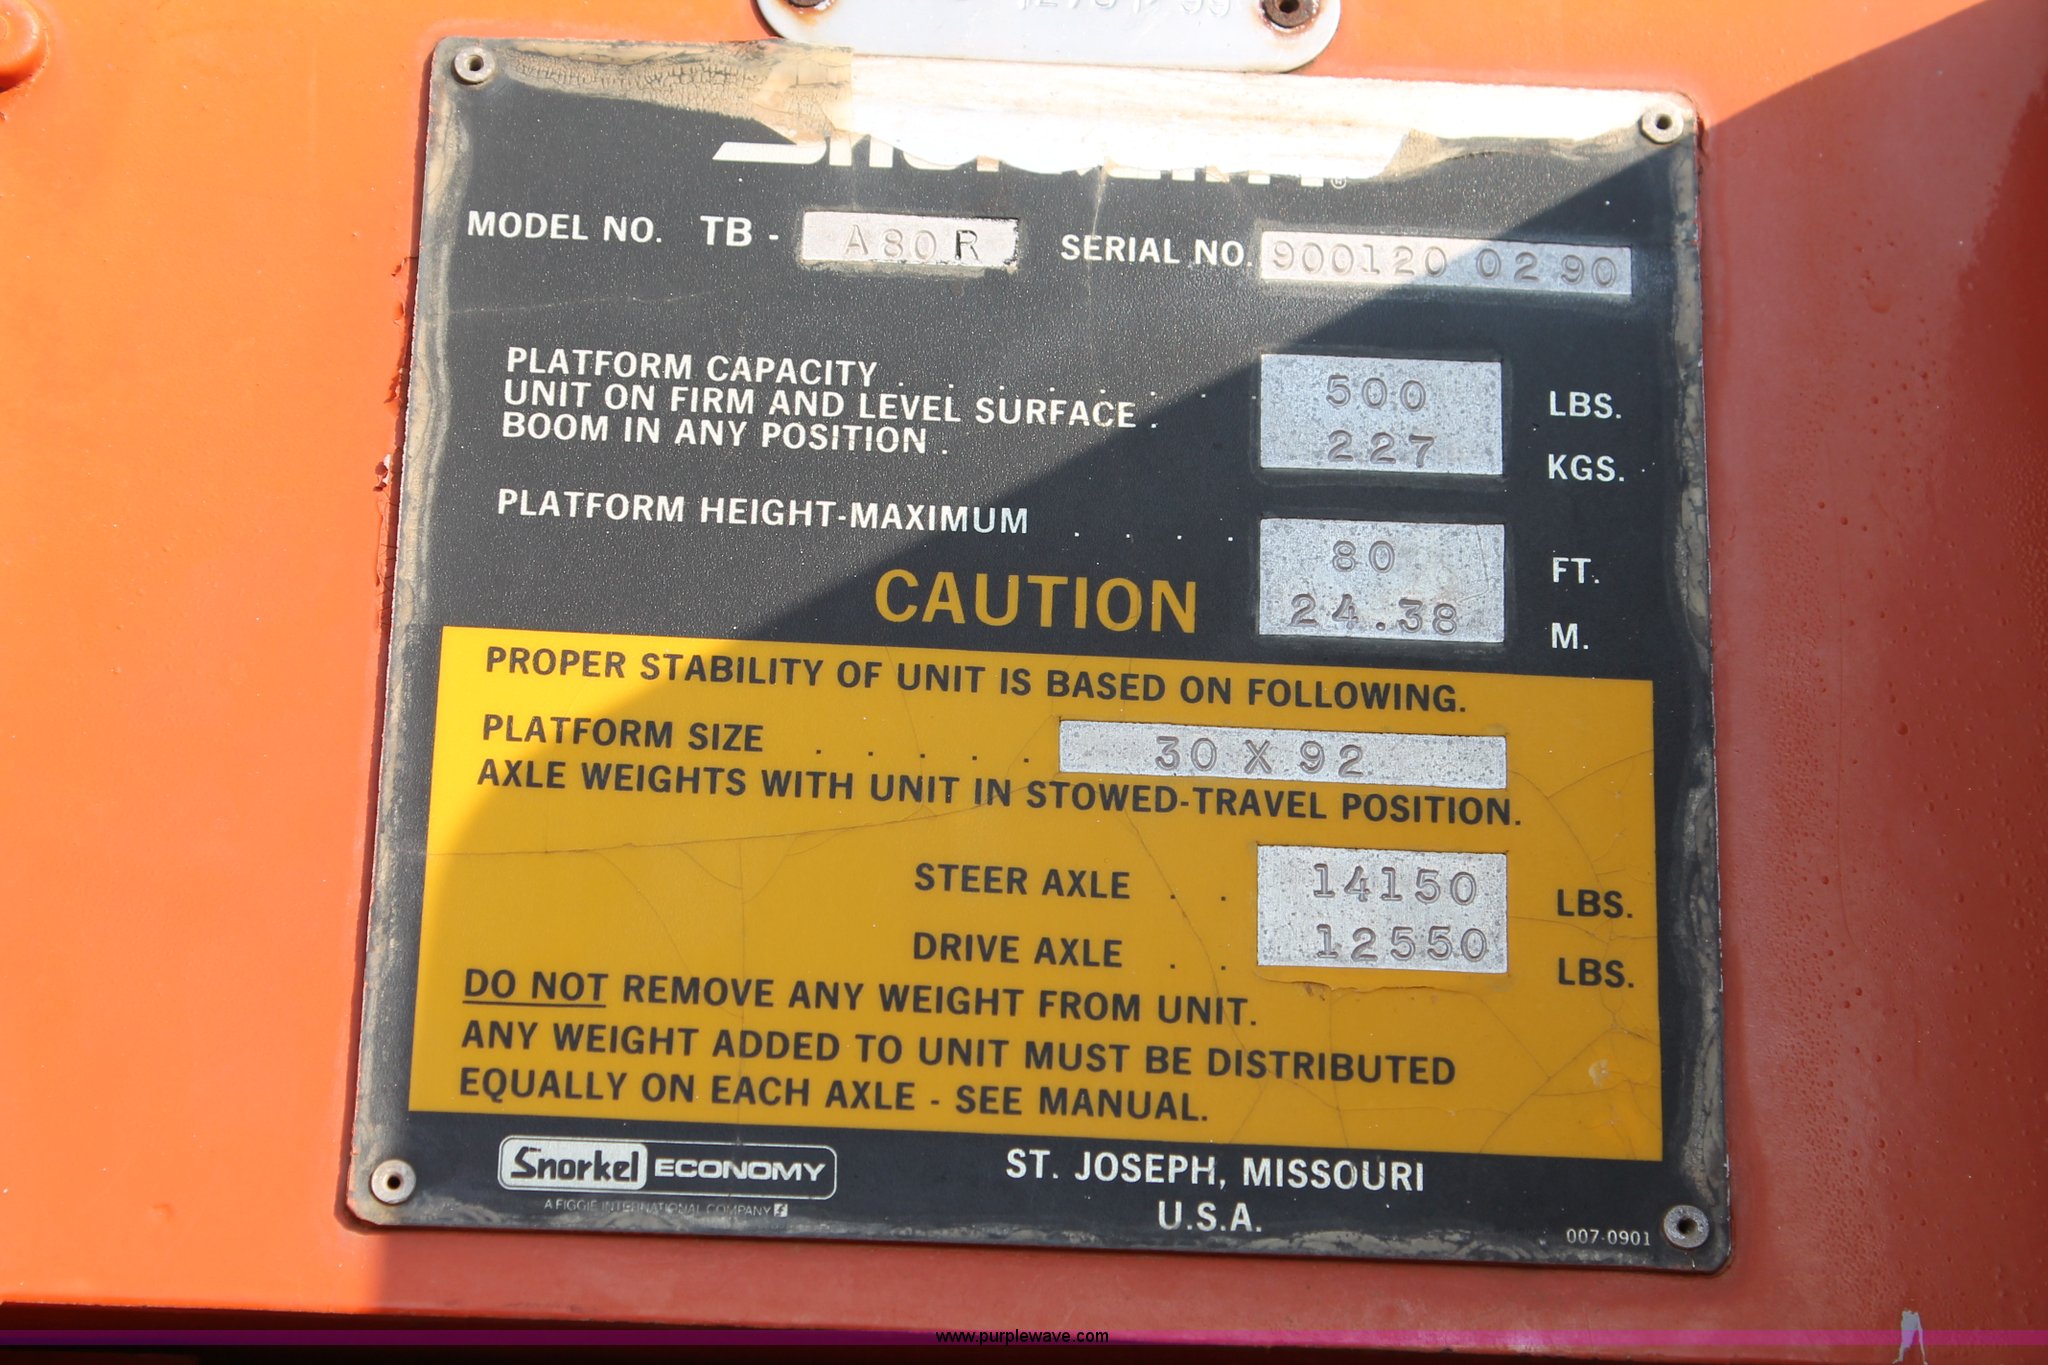 MODEL NO. TB - A80R SERIAL NO. 900120 02 90
PLATFORM CAPACITY . . . . . . . 500 LBS.
UNIT ON FIRM AND LEVEL SURFACE .
BOOM IN ANY POSITION . 227 KGS.
PLATFORM HEIGHT-MAXIMUM . . . . 80 FT.
24.38 M.
CAUTION
PROPER STABILITY OF UNIT IS BASED ON FOLLOWING.
PLATFORM SIZE . . . . . 30 X 92
AXLE WEIGHTS WITH UNIT IN STOWED-TRAVEL POSITION.
STEER AXLE . . 14150 LBS.
DRIVE AXLE . . 12550 LBS.
DO NOT REMOVE ANY WEIGHT FROM UNIT.
ANY WEIGHT ADDED TO UNIT MUST BE DISTRIBUTED
EQUALLY ON EACH AXLE - SEE MANUAL.
Snorkel ECONOMY
A FIGGIE INTERNATIONAL COMPANY
ST. JOSEPH, MISSOURI
U.S.A.
007-0901
www.purplewave.com